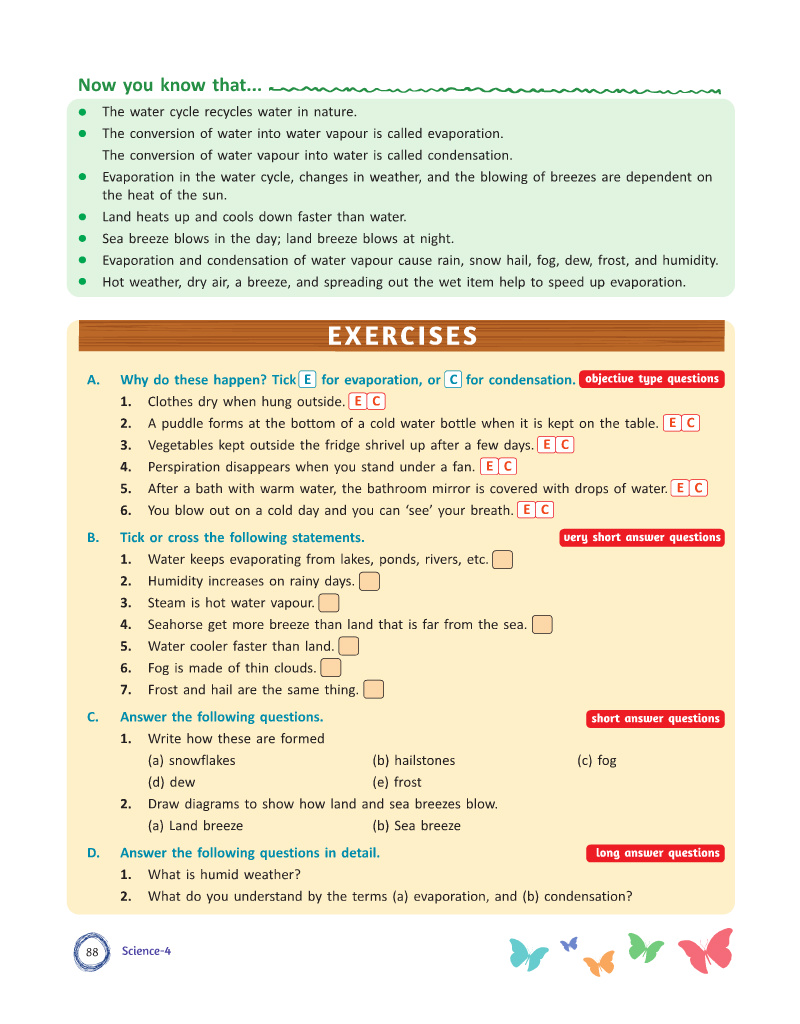 Now you know that...
● The water cycle recycles water in nature.
● The conversion of water into water vapour is called evaporation.
The conversion of water vapour into water is called condensation.
● Evaporation in the water cycle, changes in weather, and the blowing of breezes are dependent on
the heat of the sun.
● Land heats up and cools down faster than water.
● Sea breeze blows in the day; land breeze blows at night.
● Evaporation and condensation of water vapour cause rain, snow hail, fog, dew, frost, and humidity.
● Hot weather, dry air, a breeze, and spreading out the wet item help to speed up evaporation.
EXERCISES
A. Why do these happen? Tick E for evaporation, or C for condensation. objective type questions
1. Clothes dry when hung outside. E C
2. A puddle forms at the bottom of a cold water bottle when it is kept on the table. E C
3. Vegetables kept outside the fridge shrivel up after a few days. E C
4. Perspiration disappears when you stand under a fan. E C
5. After a bath with warm water, the bathroom mirror is covered with drops of water. E C
6. You blow out on a cold day and you can ‘see’ your breath. E C
B. Tick or cross the following statements. very short answer questions
1. Water keeps evaporating from lakes, ponds, rivers, etc.
2. Humidity increases on rainy days.
3. Steam is hot water vapour.
4. Seahorse get more breeze than land that is far from the sea.
5. Water cooler faster than land.
6. Fog is made of thin clouds.
7. Frost and hail are the same thing.
C. Answer the following questions. short answer questions
1. Write how these are formed
(a) snowflakes (b) hailstones (c) fog
(d) dew (e) frost
2. Draw diagrams to show how land and sea breezes blow.
(a) Land breeze (b) Sea breeze
D. Answer the following questions in detail. long answer questions
1. What is humid weather?
2. What do you understand by the terms (a) evaporation, and (b) condensation?
88 Science-4